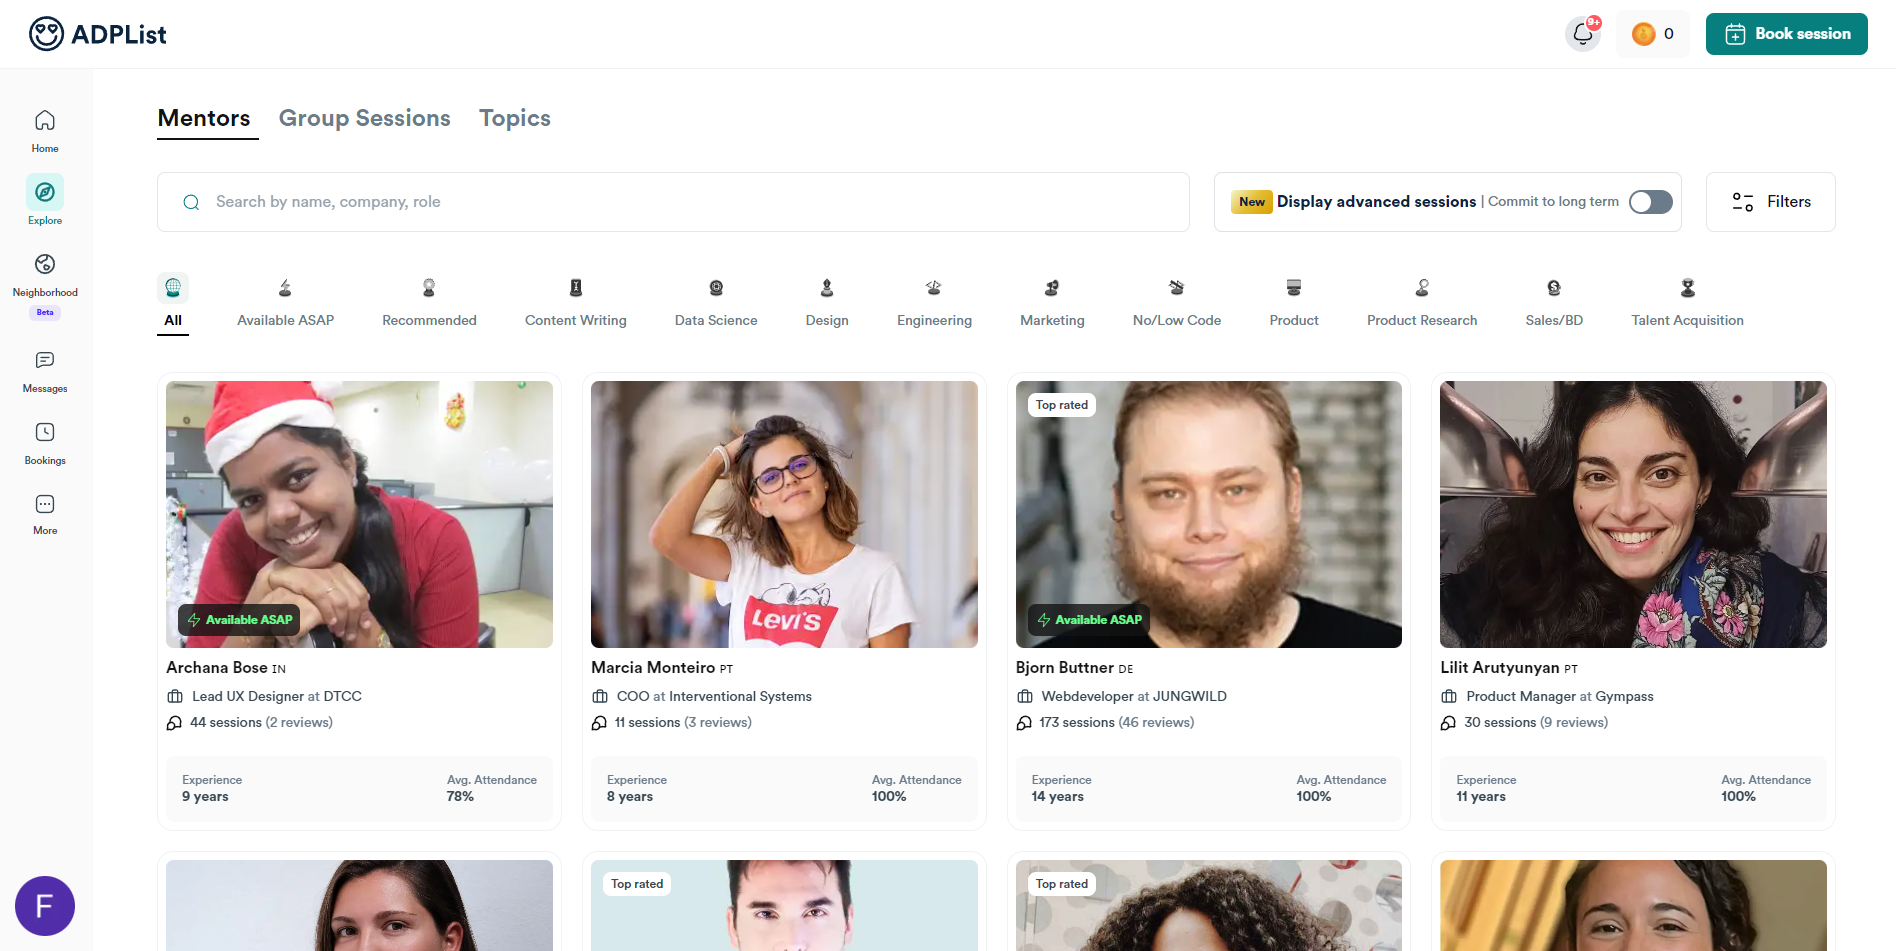 ADPList
9+
0
Book session
Home
Explore
Neighborhood
Beta
Messages
Bookings
More
F
Mentors Group Sessions Topics
Search by name, company, role
New Display advanced sessions | Commit to long term
Filters
All Available ASAP Recommended Content Writing Data Science Design Engineering Marketing No/Low Code Product Product Research Sales/BD Talent Acquisition
Available ASAP
Archana Bose IN
Lead UX Designer at DTCC
44 sessions (2 reviews)
Experience Avg. Attendance
9 years 78%
Levi's
Marcia Monteiro PT
COO at Interventional Systems
11 sessions (3 reviews)
Experience Avg. Attendance
8 years 100%
Top rated
Available ASAP
Bjorn Buttner DE
Webdeveloper at JUNGWILD
173 sessions (46 reviews)
Experience Avg. Attendance
14 years 100%
Lilit Arutyunyan PT
Product Manager at Gympass
30 sessions (9 reviews)
Experience Avg. Attendance
11 years 100%
Top rated
Top rated